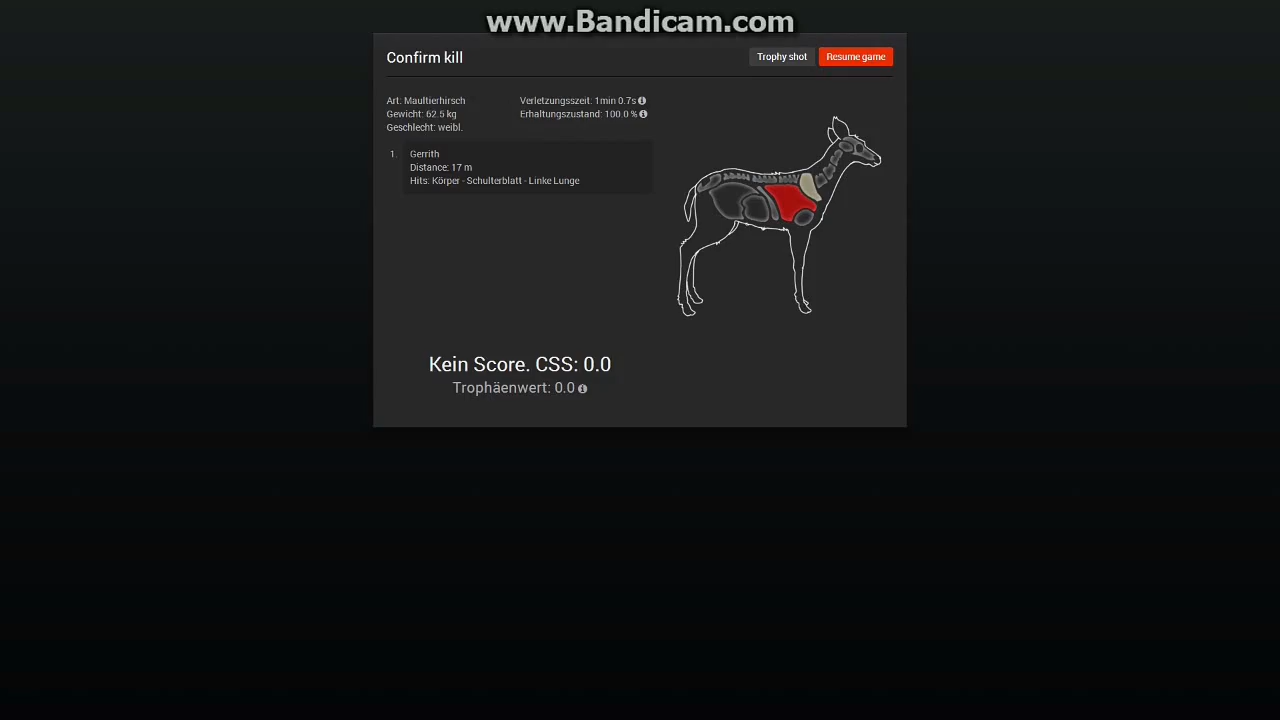 www.Bandicam.com
Confirm kill
Trophy shot
Resume game
Art: Maultierhirsch
Gewicht: 62.5 kg
Geschlecht: weibl.
Verletzungsszeit: 1min 0.7s
Erhaltungszustand: 100.0 %
1.
Gerrith
Distance: 17 m
Hits: Körper - Schulterblatt - Linke Lunge
Kein Score. CSS: 0.0
Trophäenwert: 0.0